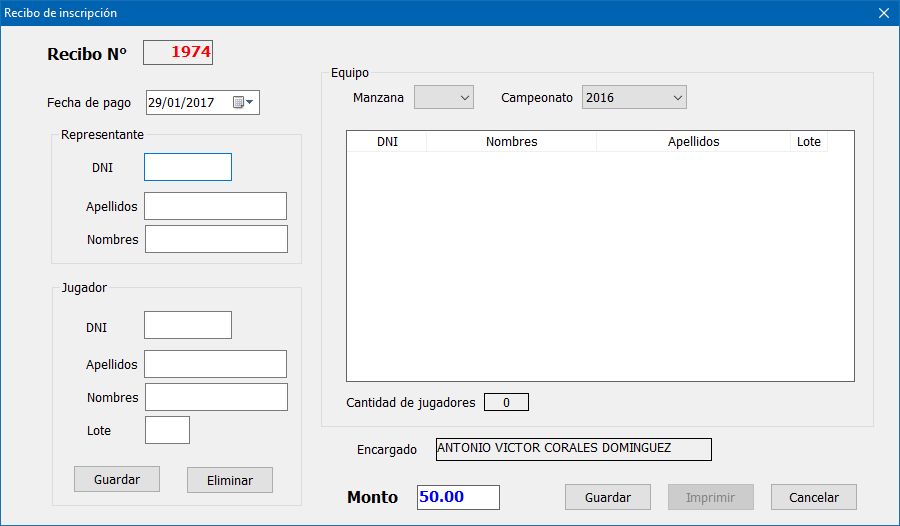 Recibo de inscripción
Recibo Nº 1974
Fecha de pago 29/01/2017
Representante
DNI
Apellidos
Nombres
Jugador
DNI
Apellidos
Nombres
Lote
Guardar Eliminar
Equipo
Manzana Campeonato 2016
DNI Nombres Apellidos Lote
Cantidad de jugadores 0
Encargado ANTONIO VICTOR CORALES DOMINGUEZ
Monto 50.00 Guardar Imprimir Cancelar